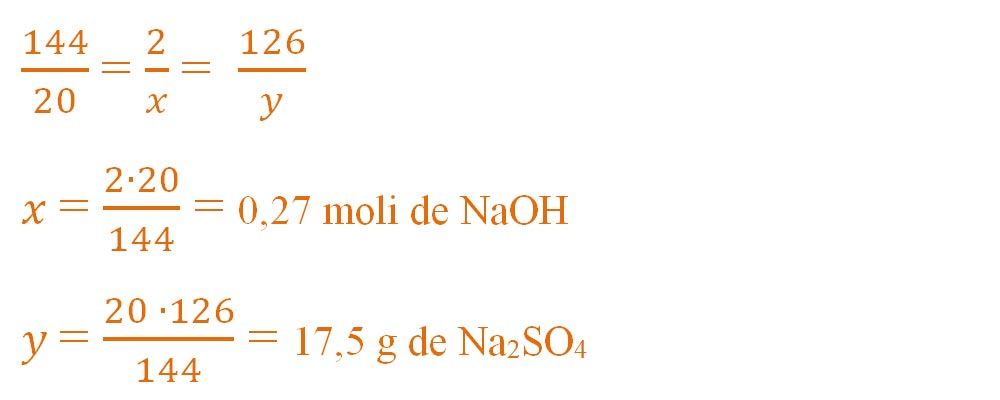 144/20 = 2/x = 126/y
x = 2·20/144 = 0,27 moli de NaOH
y = 20 ·126/144 = 17,5 g de Na₂SO₄